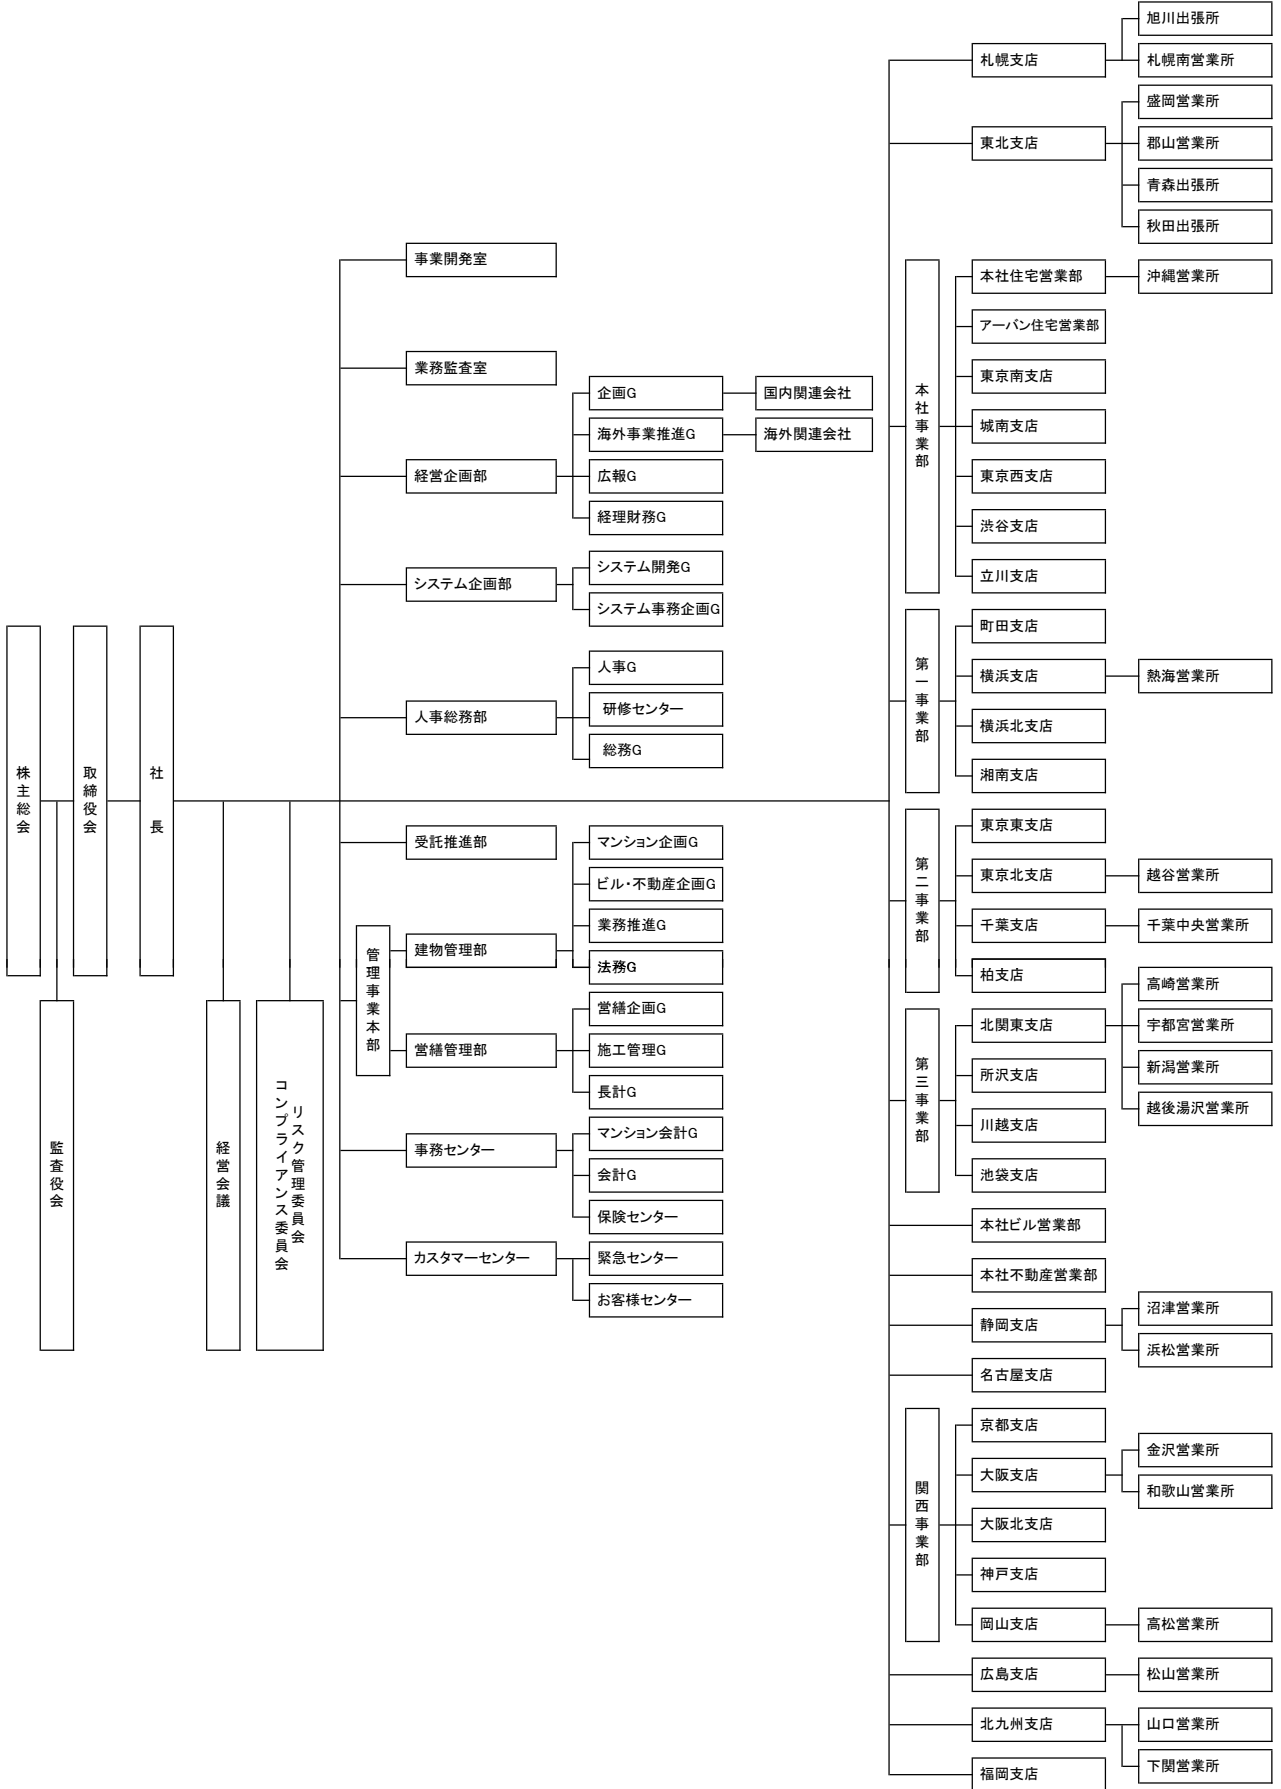 株主総会
監査役会
取締役会
社長
経営会議
リスク管理委員会
コンプライアンス委員会
事業開発室
業務監査室
経営企画部
企画G
国内関連会社
海外事業推進G
海外関連会社
広報G
経理財務G
システム企画部
システム開発G
システム事務企画G
人事総務部
人事G
研修センター
総務G
受託推進部
管理事業本部
建物管理部
マンション企画G
ビル・不動産企画G
業務推進G
法務G
営繕管理部
営繕企画G
施工管理G
長計G
事務センター
マンション会計G
会計G
保険センター
カスタマーセンター
緊急センター
お客様センター
札幌支店
旭川出張所
札幌南営業所
東北支店
盛岡営業所
郡山営業所
青森出張所
秋田出張所
本社事業部
本社住宅営業部
沖縄営業所
アーバン住宅営業部
東京南支店
城南支店
東京西支店
渋谷支店
立川支店
第一事業部
町田支店
横浜支店
熱海営業所
横浜北支店
湘南支店
第二事業部
東京東支店
東京北支店
越谷営業所
千葉支店
千葉中央営業所
柏支店
第三事業部
北関東支店
高崎営業所
宇都宮営業所
新潟営業所
越後湯沢営業所
所沢支店
川越支店
池袋支店
本社ビル営業部
本社不動産営業部
静岡支店
沼津営業所
浜松営業所
名古屋支店
関西事業部
京都支店
大阪支店
金沢営業所
和歌山営業所
大阪北支店
神戸支店
岡山支店
高松営業所
広島支店
松山営業所
北九州支店
山口営業所
下関営業所
福岡支店